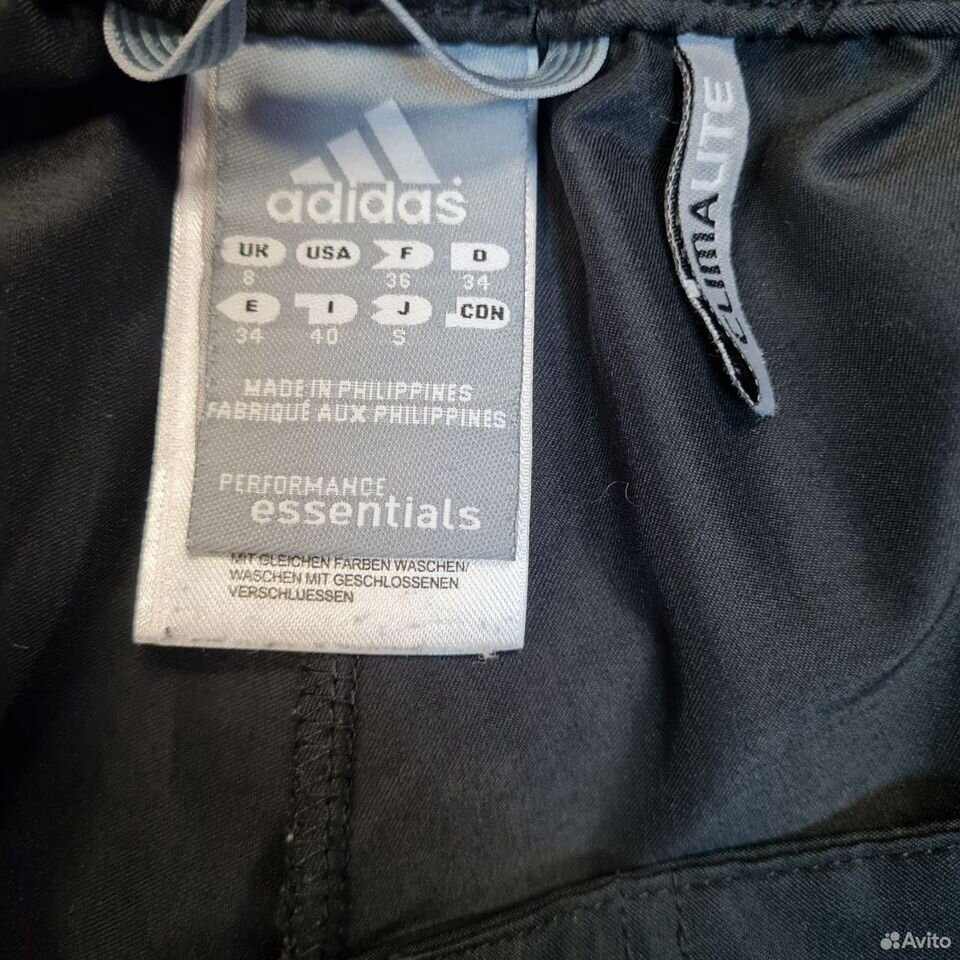 adidas
UK USA F D
8 36 34
E I J CDN
34 40 S
MADE IN PHILIPPINES
FABRIQUÉ AUX PHILIPPINES
PERFORMANCE
essentials
MIT GLEICHEN FARBEN WASCHEN/
WASCHEN MIT GESCHLOSSENEN
VERSCHLUESSEN
CLIMALITE
Avito